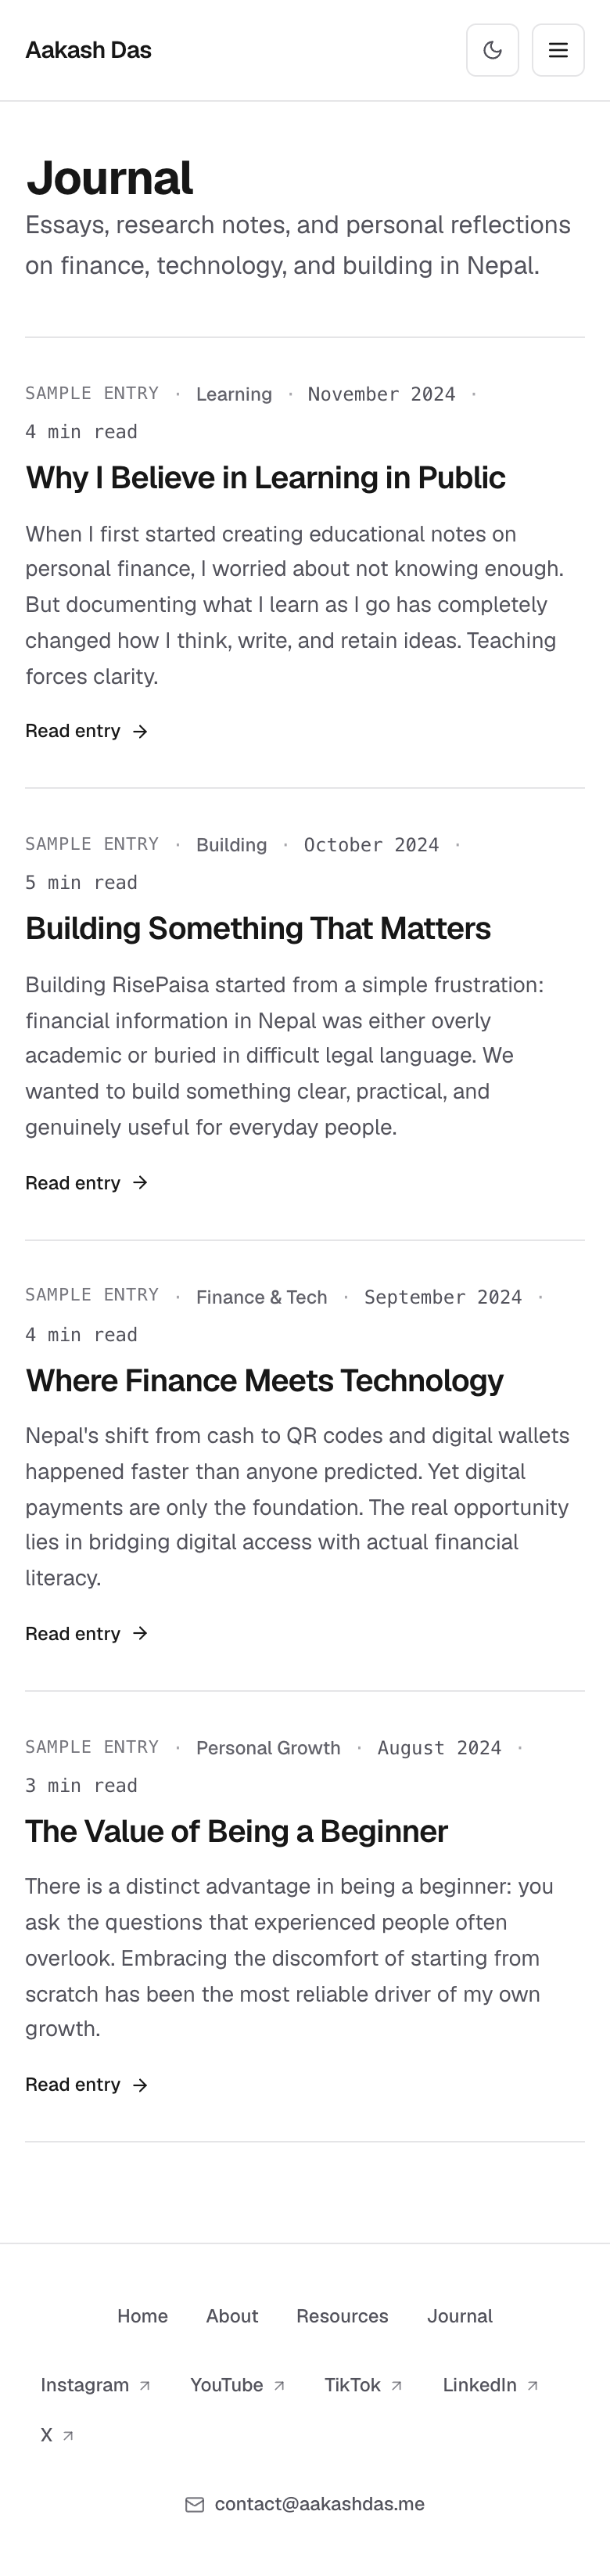 Aakash Das
Journal
Essays, research notes, and personal reflections
on finance, technology, and building in Nepal.
SAMPLE ENTRY · Learning · November 2024 ·
4 min read
Why I Believe in Learning in Public
When I first started creating educational notes on
personal finance, I worried about not knowing enough.
But documenting what I learn as I go has completely
changed how I think, write, and retain ideas. Teaching
forces clarity.
Read entry →
SAMPLE ENTRY · Building · October 2024 ·
5 min read
Building Something That Matters
Building RisePaisa started from a simple frustration:
financial information in Nepal was either overly
academic or buried in difficult legal language. We
wanted to build something clear, practical, and
genuinely useful for everyday people.
Read entry →
SAMPLE ENTRY · Finance & Tech · September 2024 ·
4 min read
Where Finance Meets Technology
Nepal's shift from cash to QR codes and digital wallets
happened faster than anyone predicted. Yet digital
payments are only the foundation. The real opportunity
lies in bridging digital access with actual financial
literacy.
Read entry →
SAMPLE ENTRY · Personal Growth · August 2024 ·
3 min read
The Value of Being a Beginner
There is a distinct advantage in being a beginner: you
ask the questions that experienced people often
overlook. Embracing the discomfort of starting from
scratch has been the most reliable driver of my own
growth.
Read entry →
Home About Resources Journal
Instagram ↗ YouTube ↗ TikTok ↗ LinkedIn ↗
X ↗
contact@aakashdas.me